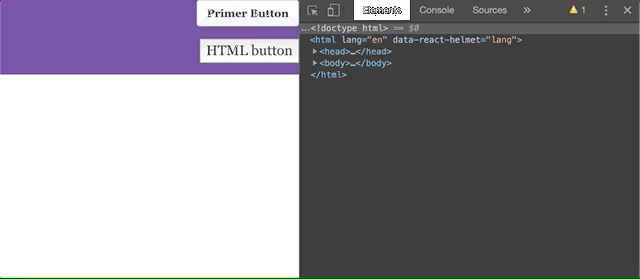 Primer Button
HTML button
Elements Console Sources » 1
...<!doctype html> == $0
<html lang="en" data-react-helmet="lang">
<head>…</head>
<body>…</body>
</html>